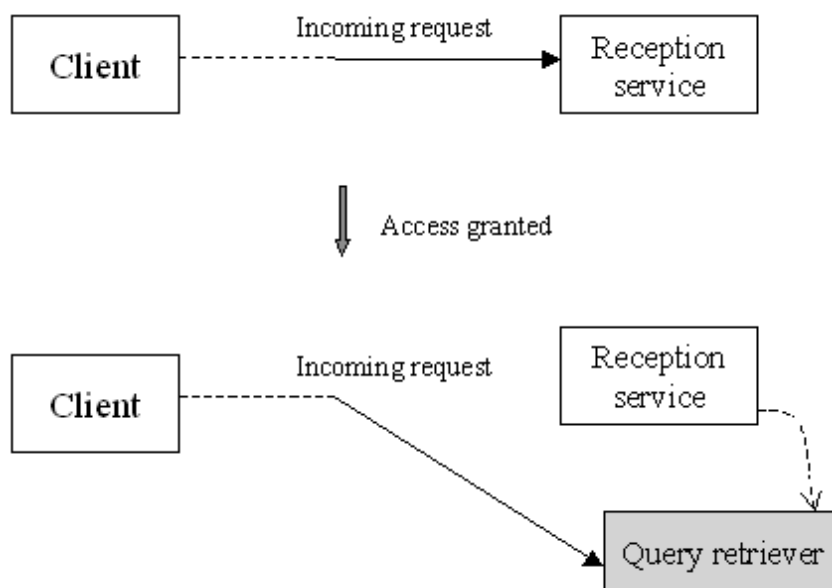 Incoming request
Client
Reception
service
Access granted
Incoming request
Reception
service
Client
Query retriever